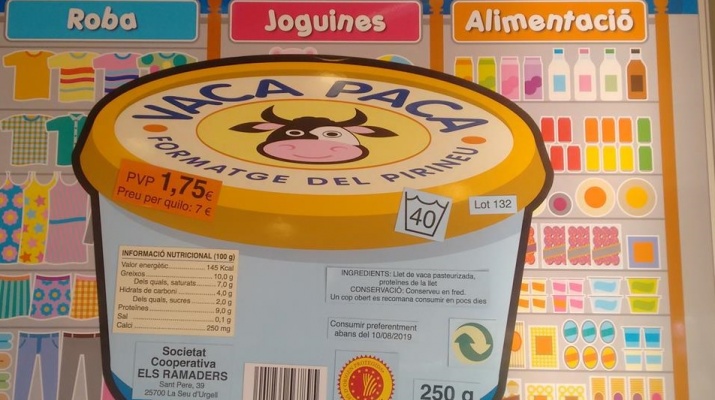 Roba
Joguines
Alimentació
VACA PACA
FORMATGE DEL PIRINEU
PVP 1,75€
Preu per quilo: 7 €
40
Lot 132
INFORMACIÓ NUTRICIONAL (100 g)
Valor energètic 145 Kcal
Greixos 10,0 g
Dels quals, saturats 7,0 g
Hidrats de carboni 4,0 g
Dels quals, sucres 2,0 g
Proteïnes 9,0 g
Sal 0,1 g
Calci 250 mg
INGREDIENTS: Llet de vaca pasteuritzada,
proteïnes de la llet
CONSERVACIÓ: Conserveu en fred.
Un cop obert es recomana consumir en pocs dies
Consumir preferentment
abans del 10/08/2019
Societat
Cooperativa
ELS RAMADERS
Sant Pere, 39
25700 La Seu d'Urgell
250 g